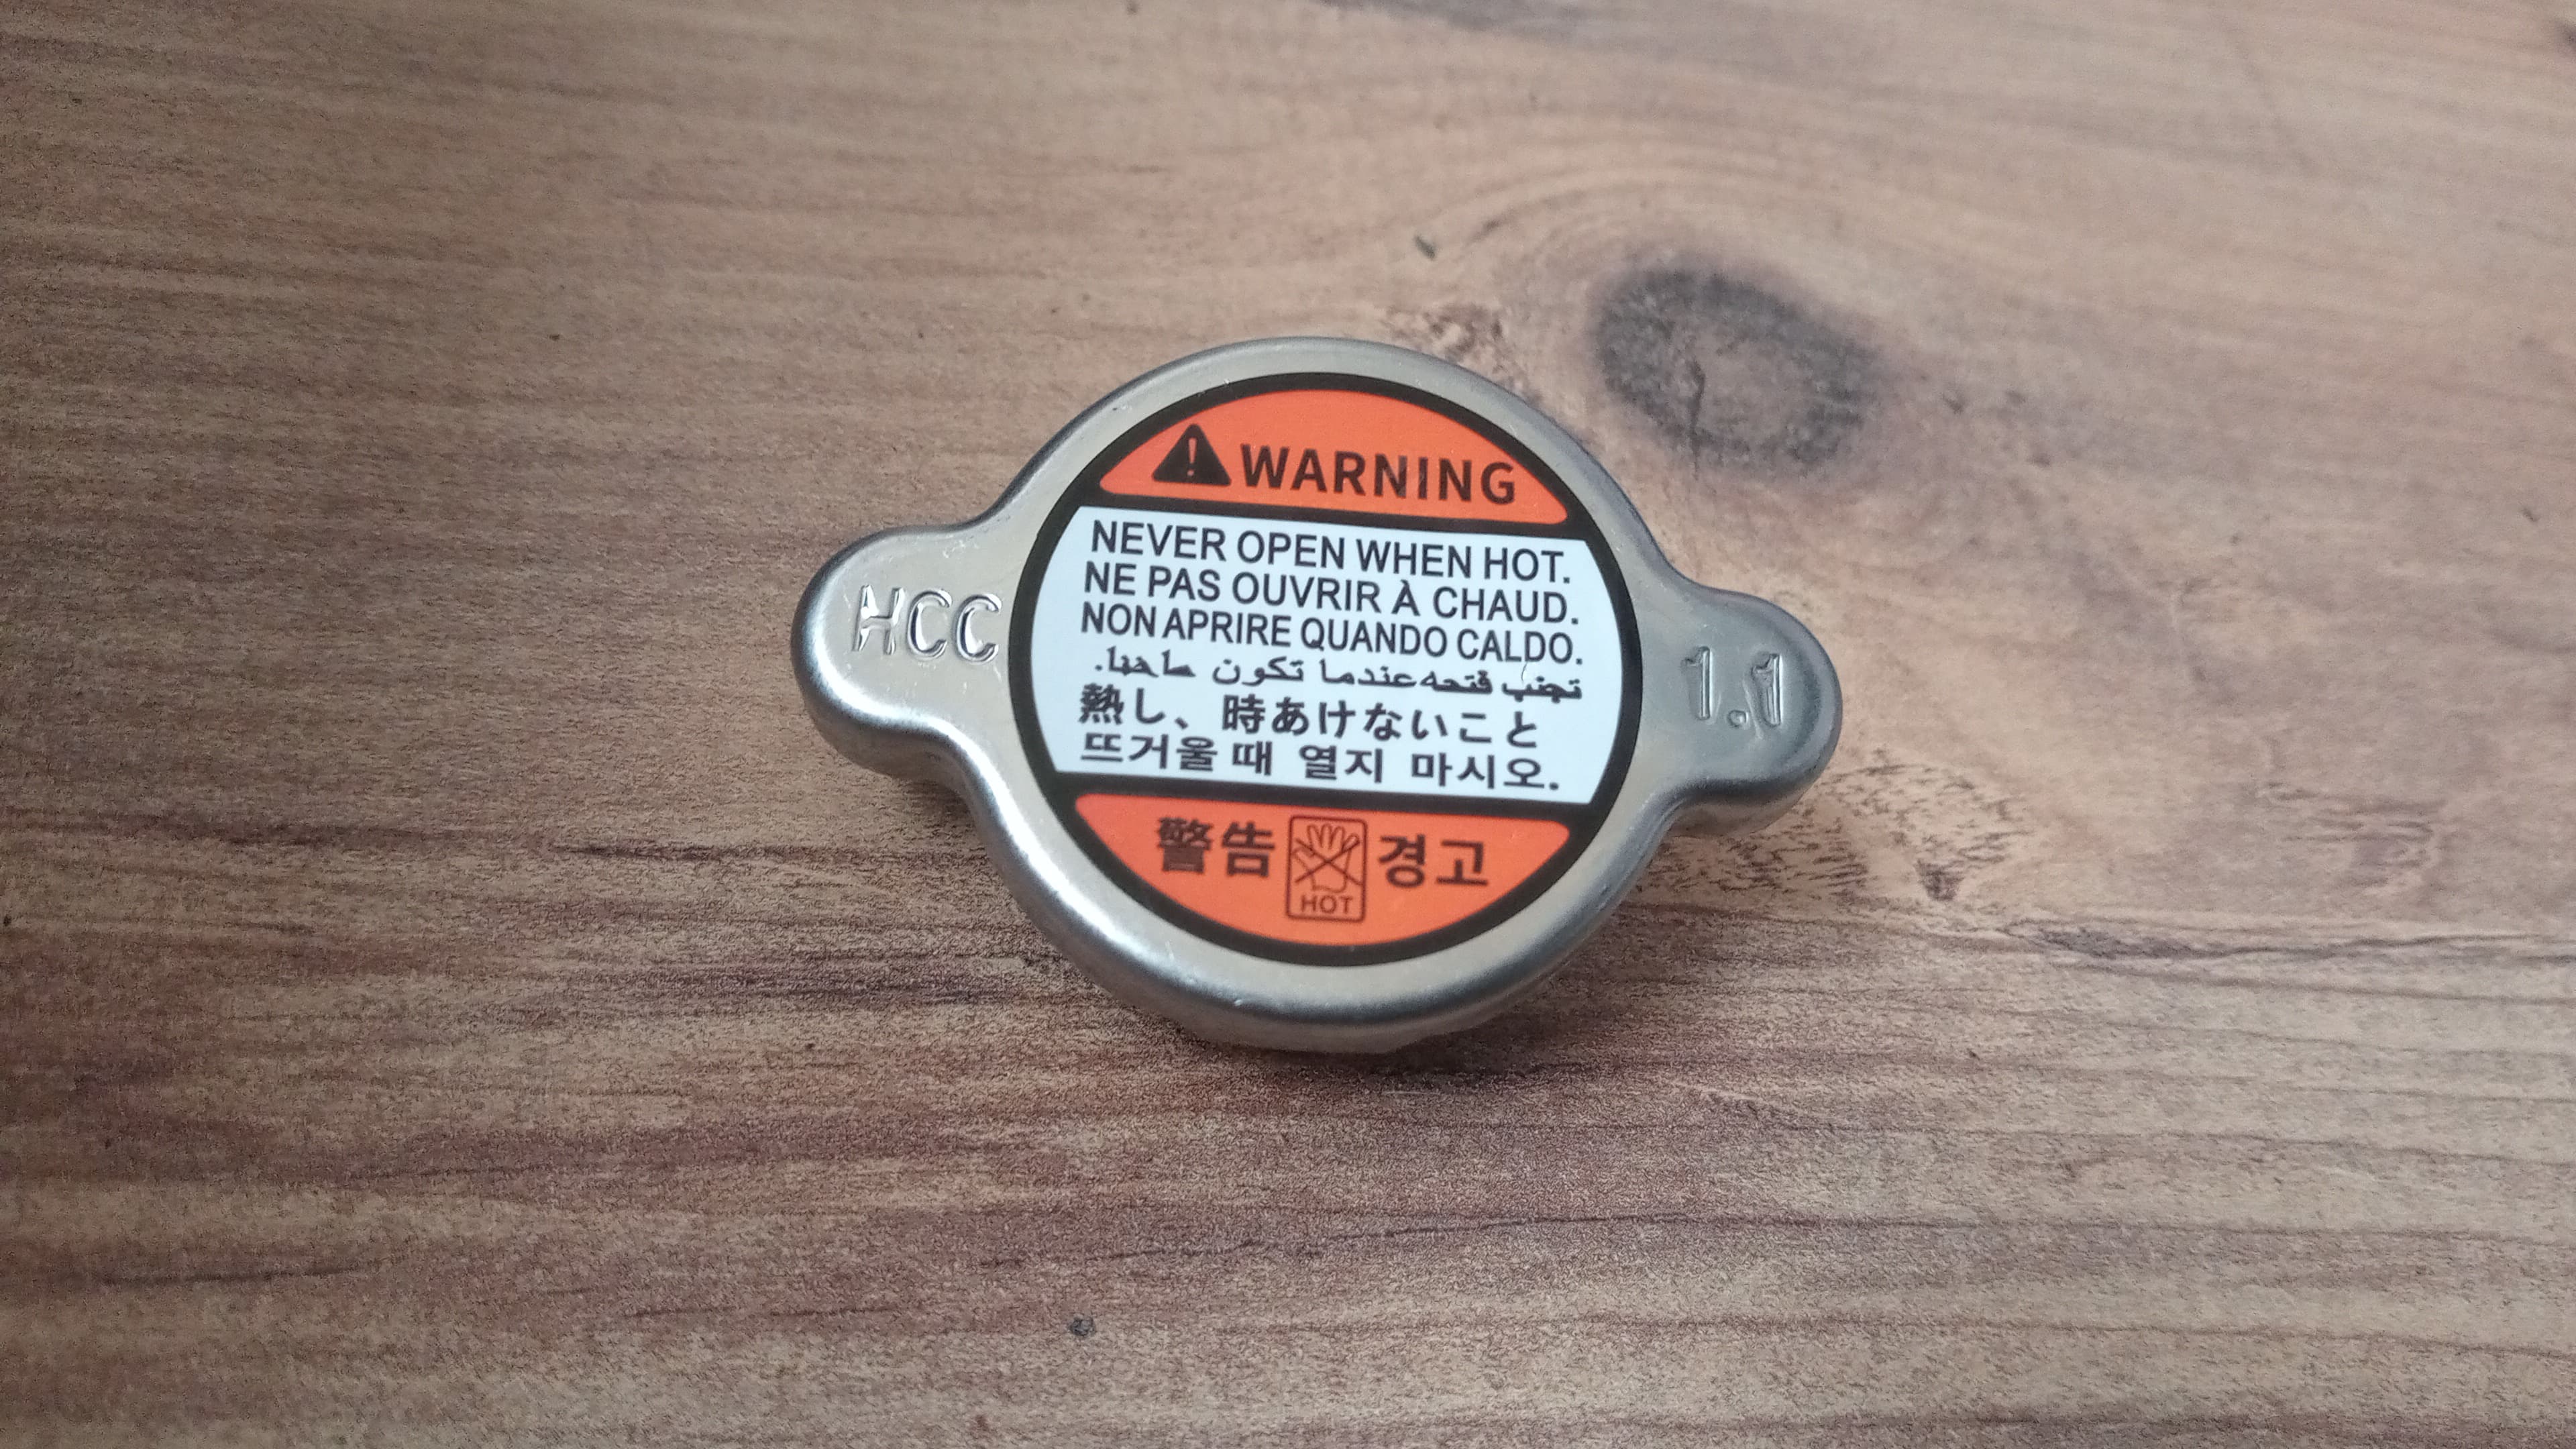 WARNING
HCC
NEVER OPEN WHEN HOT.
NE PAS OUVRIR À CHAUD.
NON APRIRE QUANDO CALDO.
تجنب فتحه عندما تكون ساخنا.
熱し、時あけないこと
뜨거울 때 열지 마시오.
1.1
警告
경고
HOT